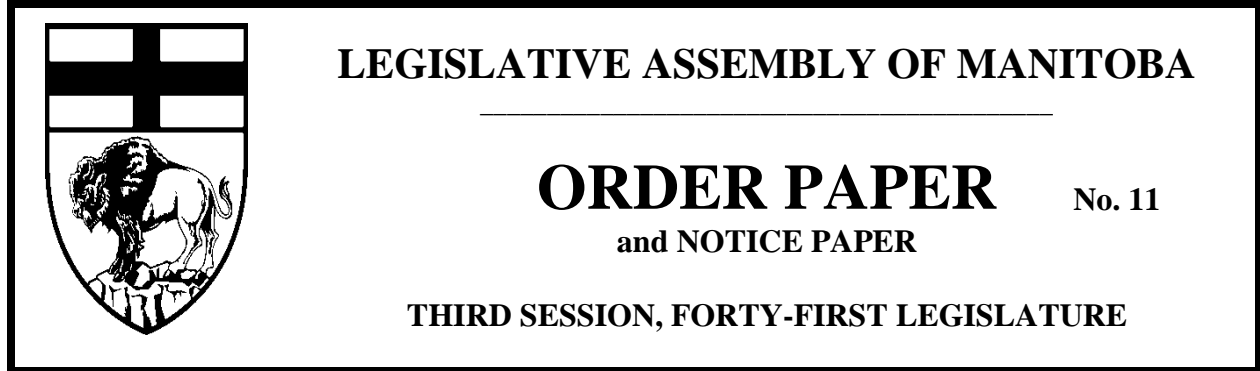 LEGISLATIVE ASSEMBLY OF MANITOBA
ORDER PAPER No. 11
and NOTICE PAPER
THIRD SESSION, FORTY-FIRST LEGISLATURE